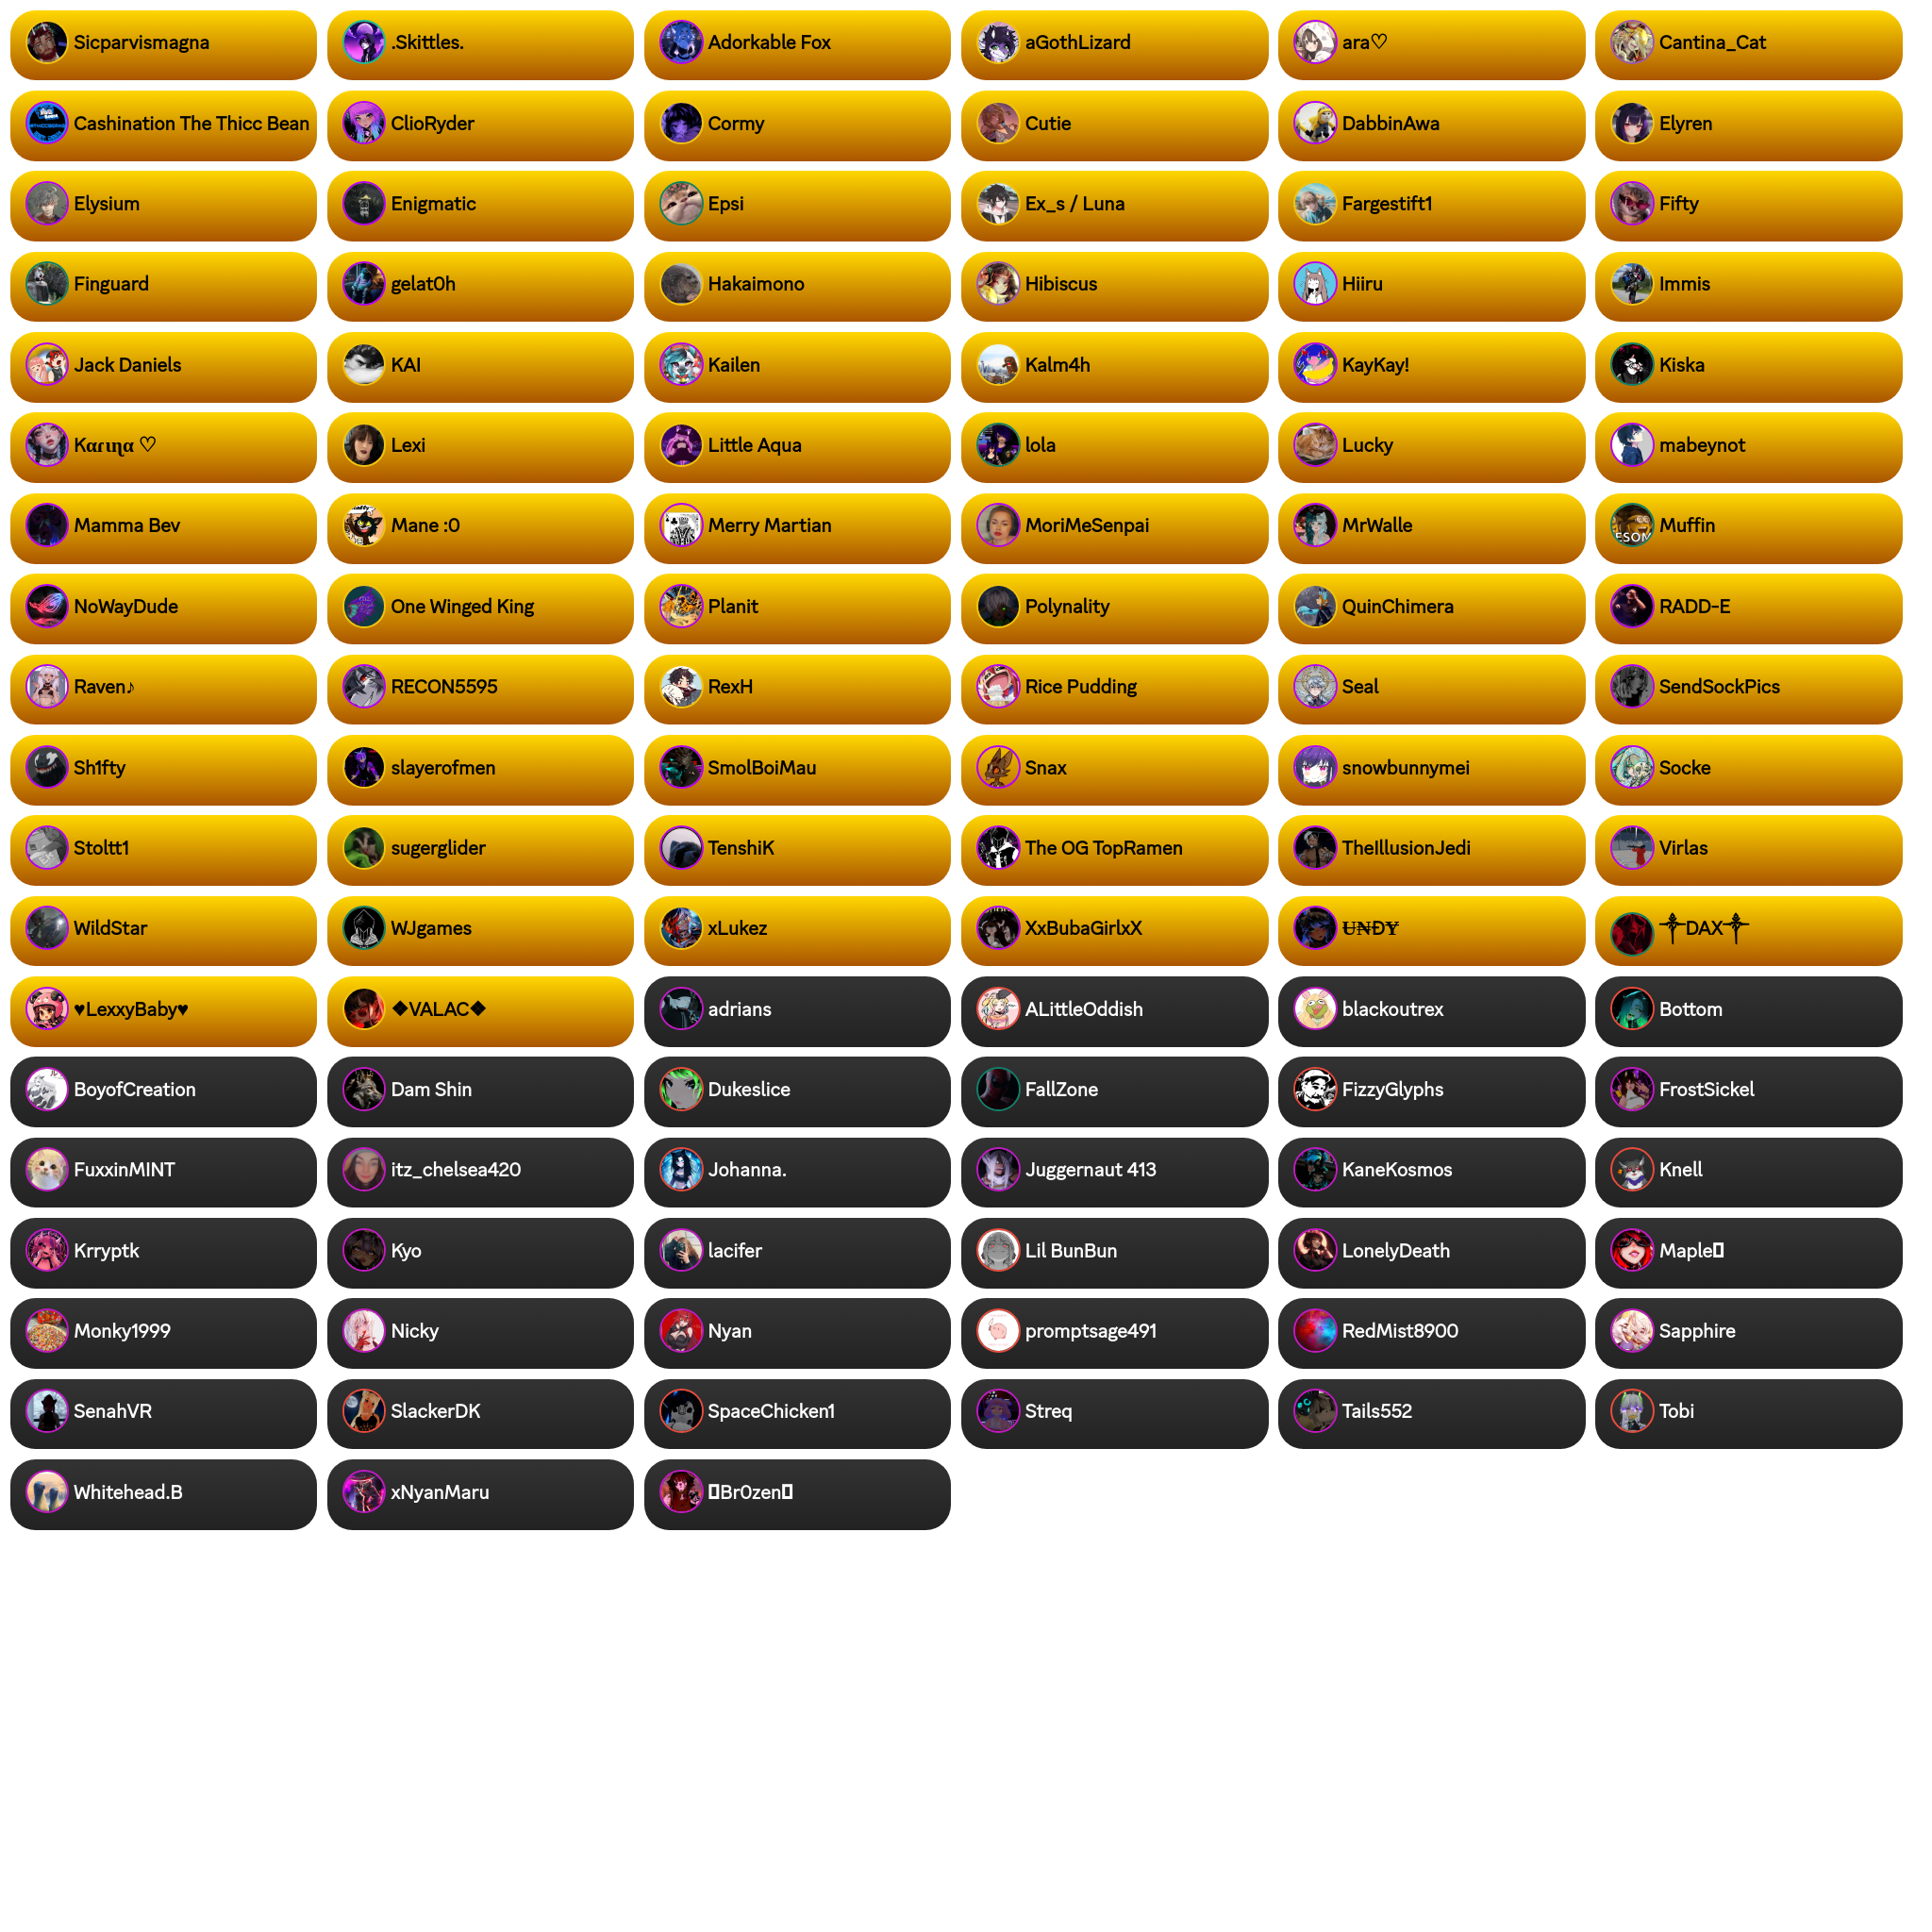 Sicparvismagna
.Skittles.
Adorkable Fox
aGothLizard
ara♡
Cantina_Cat
Cashination The Thicc Bean
ClioRyder
Cormy
Cutie
DabbinAwa
Elyren
Elysium
Enigmatic
Epsi
Ex_s / Luna
Fargestift1
Fifty
Finguard
gelat0h
Hakaimono
Hibiscus
Hiiru
Immis
Jack Daniels
KAI
Kailen
Kalm4h
KayKay!
Kiska
Kαɾιɳα ♡
Lexi
Little Aqua
lola
Lucky
mabeynot
Mamma Bev
Mane :0
Merry Martian
MoriMeSenpai
MrWalle
Muffin
NoWayDude
One Winged King
Planit
Polynality
QuinChimera
RADD-E
Raven♪
RECON5595
RexH
Rice Pudding
Seal
SendSockPics
Sh1fty
slayerofmen
SmolBoiMau
Snax
snowbunnymei
Socke
Stoltt1
sugerglider
TenshiK
The OG TopRamen
TheIllusionJedi
Virlas
WildStar
WJgames
xLukez
XxBubaGirlxX
Ʉ₦ĐɎ
༒DAX༒
♥LexxyBaby♥
❖VALAC❖
adrians
ALittleOddish
blackoutrex
Bottom
BoyofCreation
Dam Shin
Dukeslice
FallZone
FizzyGlyphs
FrostSickel
FuxxinMINT
itz_chelsea420
Johanna.
Juggernaut 413
KaneKosmos
Knell
Krryptk
Kyo
lacifer
Lil BunBun
LonelyDeath
Maple
Monky1999
Nicky
Nyan
promptsage491
RedMist8900
Sapphire
SenahVR
SlackerDK
SpaceChicken1
Streq
Tails552
Tobi
Whitehead.B
xNyanMaru
Br0zen